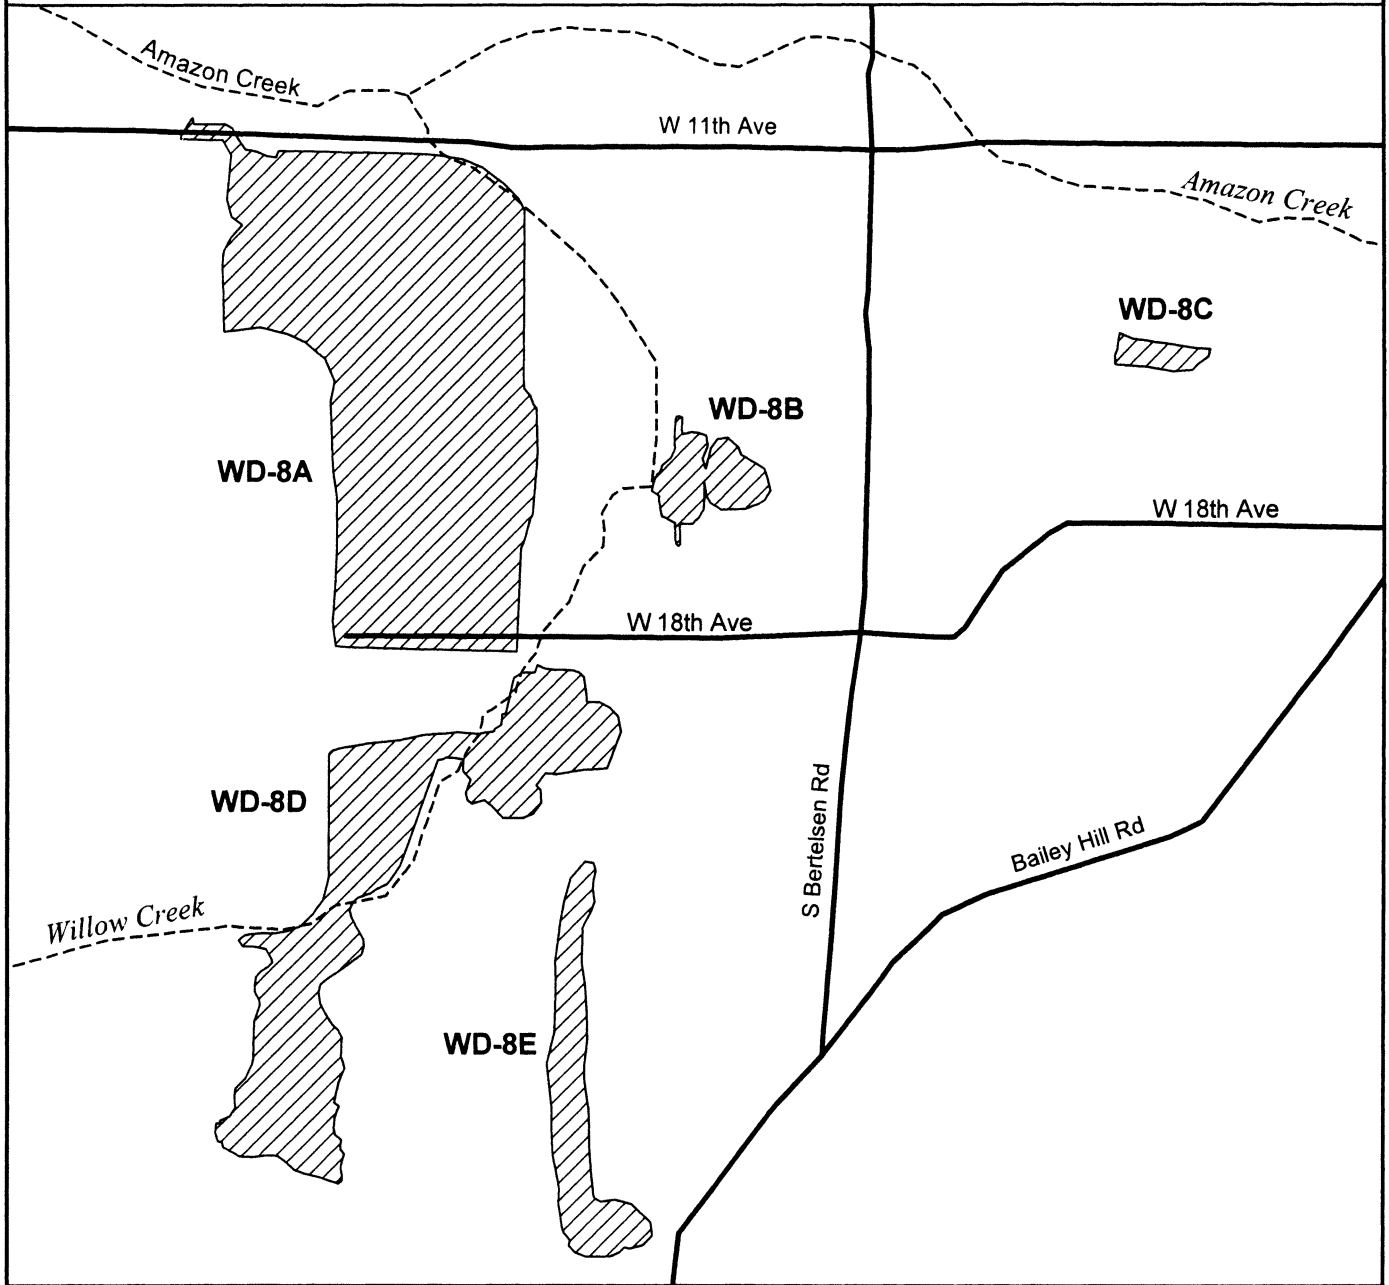 Amazon Creek
W 11th Ave
Amazon Creek
WD-8C
WD-8B
WD-8A
W 18th Ave
W 18th Ave
WD-8D
S Bertelsen Rd
Bailey Hill Rd
Willow Creek
WD-8E